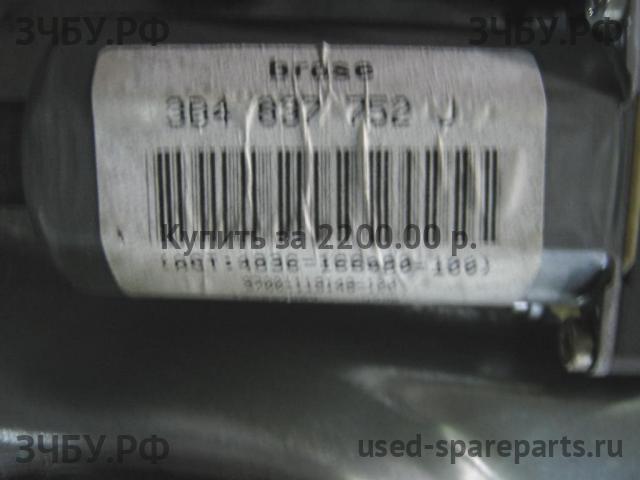 ЗЧБУ.РФ
ЗЧБУ.РФ
brose
3B4 837 752 J
Купить за 2200.00 р.
ЗЧБУ.РФ
used-spareparts.ru